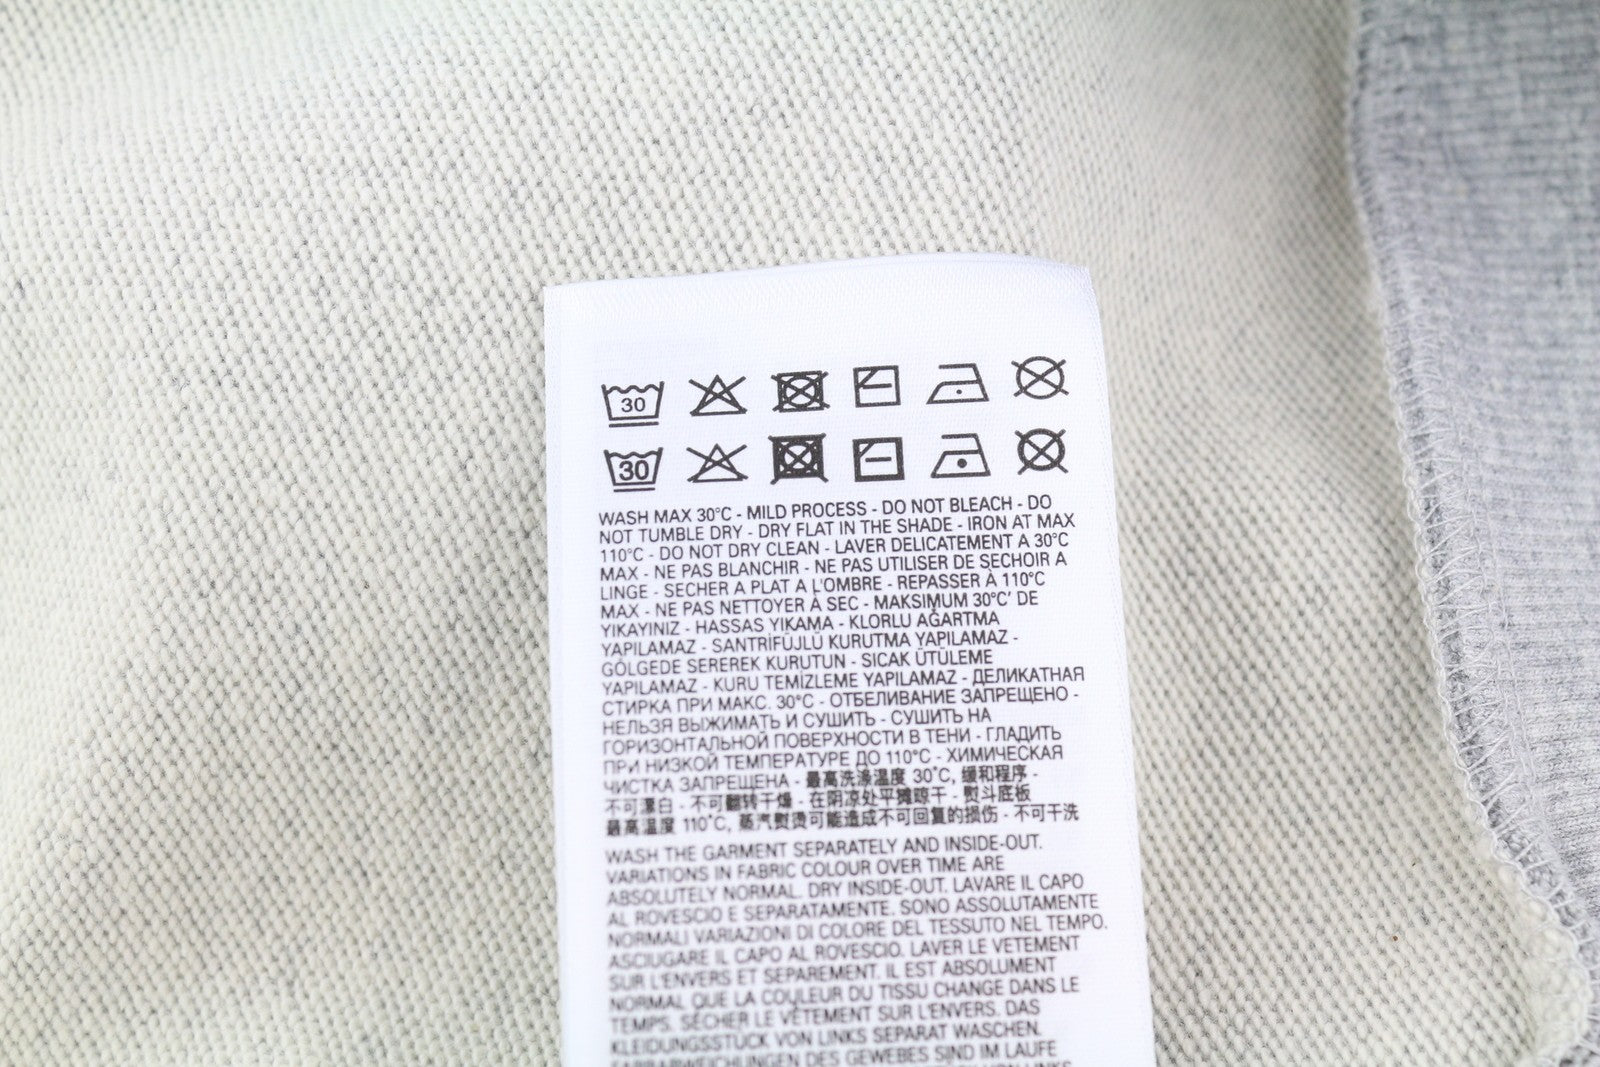 30
30
WASH MAX 30°C - MILD PROCESS - DO NOT BLEACH - DO
NOT TUMBLE DRY - DRY FLAT IN THE SHADE - IRON AT MAX
110°C - DO NOT DRY CLEAN - LAVER DELICATEMENT A 30°C
MAX - NE PAS BLANCHIR - NE PAS UTILISER DE SECHOIR A
LINGE - SECHER A PLAT A L'OMBRE - REPASSER À 110°C
MAX - NE PAS NETTOYER À SEC - MAKSIMUM 30°C' DE
YIKAYINIZ - HASSAS YIKAMA - KLORLU AĞARTMA
YAPILAMAZ - SANTRİFÜJLÜ KURUTMA YAPILAMAZ -
GÖLGEDE SEREREK KURUTUN - SICAK ÜTÜLEME
YAPILAMAZ - KURU TEMİZLEME YAPILAMAZ - ДЕЛИКАТНАЯ
СТИРКА ПРИ МАКС. 30°C - ОТБЕЛИВАНИЕ ЗАПРЕЩЕНО -
НЕЛЬЗЯ ВЫЖИМАТЬ И СУШИТЬ - СУШИТЬ НА
ГОРИЗОНТАЛЬНОЙ ПОВЕРХНОСТИ В ТЕНИ - ГЛАДИТЬ
ПРИ НИЗКОЙ ТЕМПЕРАТУРЕ ДО 110°C - ХИМИЧЕСКАЯ
ЧИСТКА ЗАПРЕЩЕНА - 最高洗涤温度 30°C, 缓和程序 -
不可漂白 - 不可翻转干燥 - 在阴凉处平摊晾干 - 熨斗底板
最高温度 110°C, 蒸汽熨烫可能造成不可回复的损伤 - 不可干洗
WASH THE GARMENT SEPARATELY AND INSIDE-OUT.
VARIATIONS IN FABRIC COLOUR OVER TIME ARE
ABSOLUTELY NORMAL. DRY INSIDE-OUT. LAVARE IL CAPO
AL ROVESCIO E SEPARATAMENTE. SONO ASSOLUTAMENTE
NORMALI VARIAZIONI DI COLORE DEL TESSUTO NEL TEMPO.
ASCIUGARE IL CAPO AL ROVESCIO. LAVER LE VETEMENT
SUR L'ENVERS ET SEPAREMENT. IL EST ABSOLUMENT
NORMAL QUE LA COULEUR DU TISSU CHANGE DANS LE
TEMPS. SÉCHER LE VÊTEMENT SUR L'ENVERS. DAS
KLEIDUNGSSTÜCK VON LINKS SEPARAT WASCHEN.
FARBABWEICHUNGEN DES GEWEBES SIND IM LAUFE